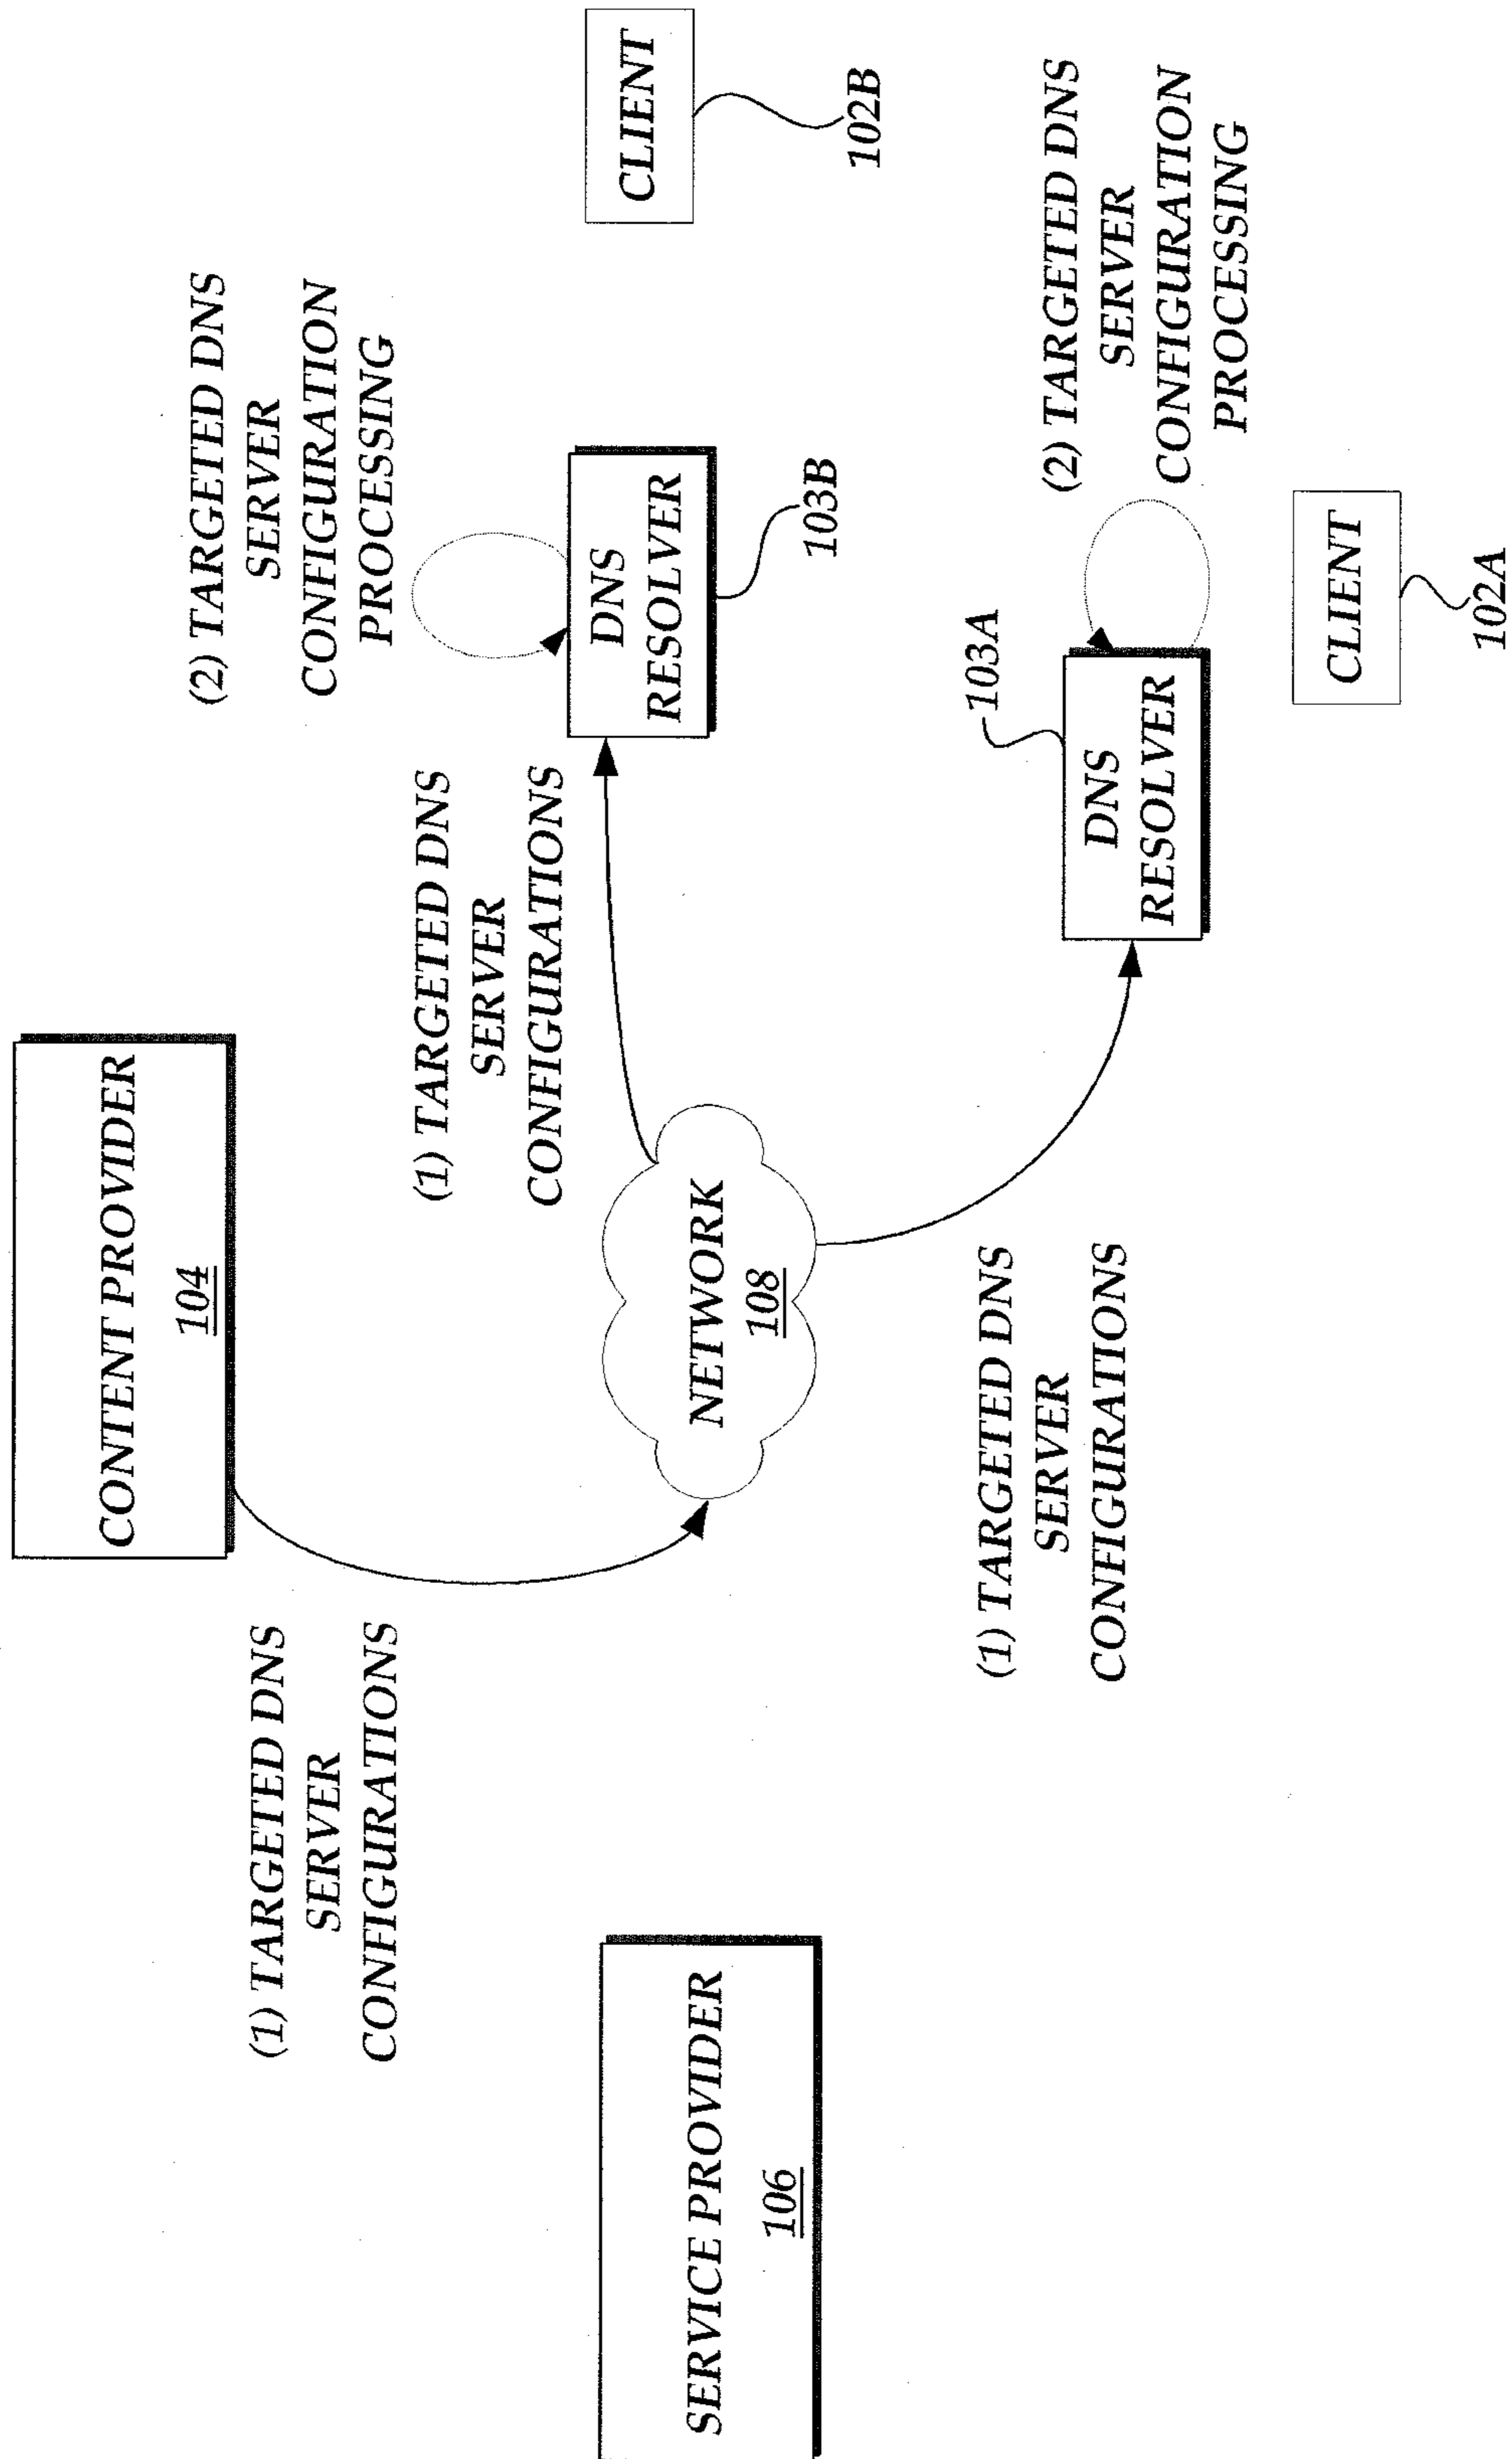 CONTENT PROVIDER
104
(1) TARGETED DNS
SERVER
CONFIGURATIONS
(1) TARGETED DNS
SERVER
CONFIGURATIONS
(2) TARGETED DNS
SERVER
CONFIGURATION
PROCESSING
SERVICE PROVIDER
106
NETWORK
108
DNS
RESOLVER
103B
CLIENT
102B
(1) TARGETED DNS
SERVER
CONFIGURATIONS
103A
DNS
RESOLVER
(2) TARGETED DNS
SERVER
CONFIGURATION
PROCESSING
CLIENT
102A